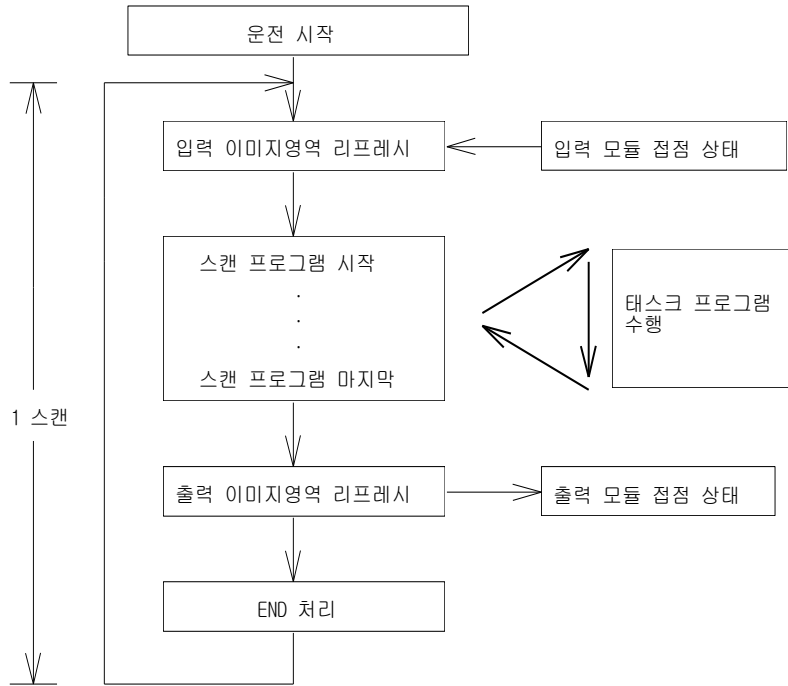 운전 시작
입력 이미지영역 리프레시
입력 모듈 접점 상태
스캔 프로그램 시작
.
.
.
스캔 프로그램 마지막
태스크 프로그램
수행
1 스캔
출력 이미지영역 리프레시
출력 모듈 접점 상태
END 처리